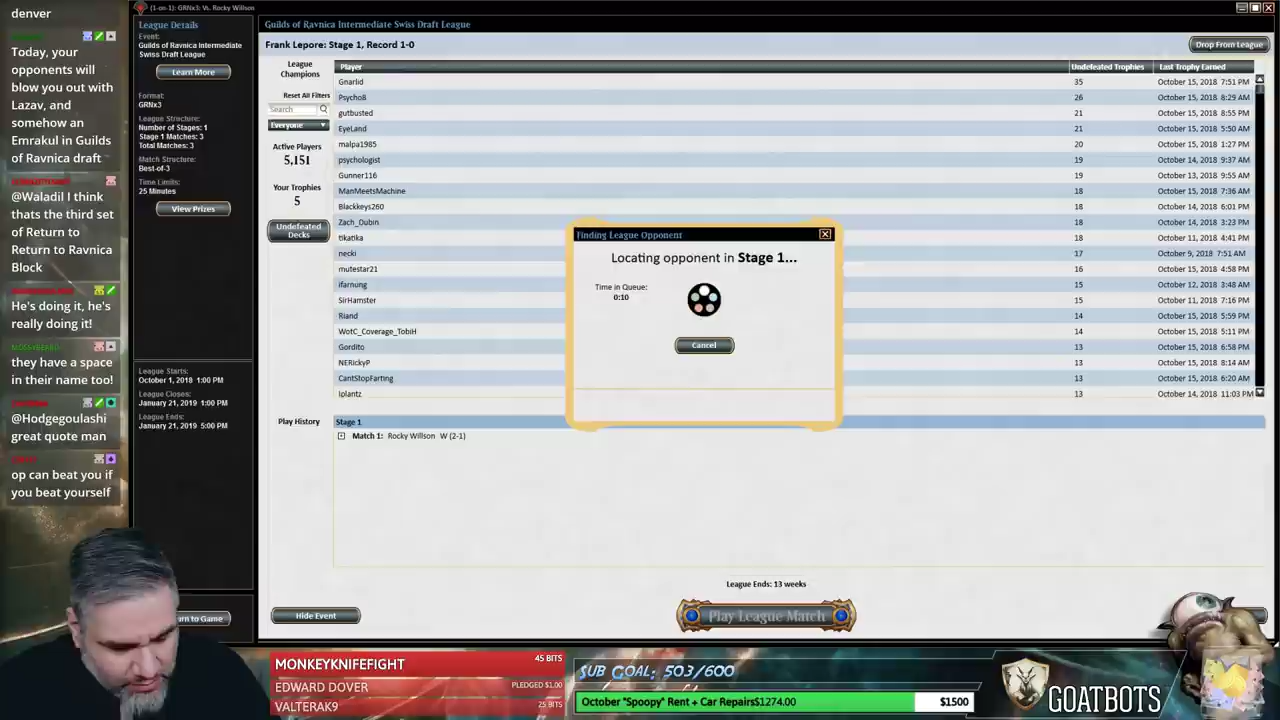 denver
Today, your
opponents will
blow you out with
Lazav, and
somehow an
Emrakul in Guilds
of Ravnica draft
@Waladil I think
thats the third set
of Return to
Return to Ravnica
Block
He's doing it, he's
really doing it!
MOSSYBEARD
they have a space
in their name too!
@Hodgegoulashi
great quote man
op can beat you if
you beat yourself
(1-on-1): GRNx3; Vs. Rocky Willson
League Details
Event:
Guilds of Ravnica Intermediate
Swiss Draft League
Learn More
Format:
GRNx3
League Structure:
Number of Stages: 1
Stage 1 Matches: 3
Total Matches: 3
Match Structure:
Best-of-3
Time Limits:
25 Minutes
View Prizes
League Starts:
October 1, 2018 1:00 PM
League Closes:
January 21, 2019 1:00 PM
League Ends:
January 21, 2019 5:00 PM
rn to Game
Guilds of Ravnica Intermediate Swiss Draft League
Frank Lepore: Stage 1, Record 1-0
Drop From League
League
Champions
Reset All Filters
Search
Everyone
Active Players
5,151
Your Trophies
5
Undefeated
Decks
Player Undefeated Trophies Last Trophy Earned
Gnarlid 35 October 15, 2018 7:51 PM
Psycho8 26 October 15, 2018 8:29 AM
gutbusted 21 October 15, 2018 8:55 PM
EyeLand 21 October 15, 2018 5:50 AM
malpa1985 20 October 15, 2018 1:27 PM
psychologist 19 October 14, 2018 9:37 AM
Gunner116 19 October 13, 2018 9:55 AM
ManMeetsMachine 18 October 15, 2018 7:36 AM
Blackkeys260 18 October 14, 2018 6:01 PM
Zach_Dubin 18 October 14, 2018 3:23 PM
tikatika 18 October 11, 2018 4:41 PM
necki 17 October 9, 2018 7:51 AM
mutestar21 16 October 15, 2018 4:58 PM
ifarnung 15 October 12, 2018 3:48 AM
SirHamster 15 October 11, 2018 7:16 PM
Riand 14 October 15, 2018 5:59 PM
WotC_Coverage_TobiH 14 October 15, 2018 5:11 PM
Gordito 13 October 15, 2018 6:58 PM
NERickyP 13 October 15, 2018 8:14 AM
CantStopFarting 13 October 15, 2018 6:20 AM
lplantz 13 October 14, 2018 11:03 PM
Finding League Opponent
Locating opponent in Stage 1...
Time in Queue:
0:10
Cancel
Play History
Stage 1
Match 1: Rocky Willson W (2-1)
League Ends: 13 weeks
Hide Event
Play League Match
MONKEYKNIFEFIGHT 45 BITS
EDWARD DOVER PLEDGED $1.00
VALTERAK9 25 BITS
SUB GOAL: 503/600
October "Spoopy" Rent + Car Repairs $1274.00 $1500
GOATBOTS